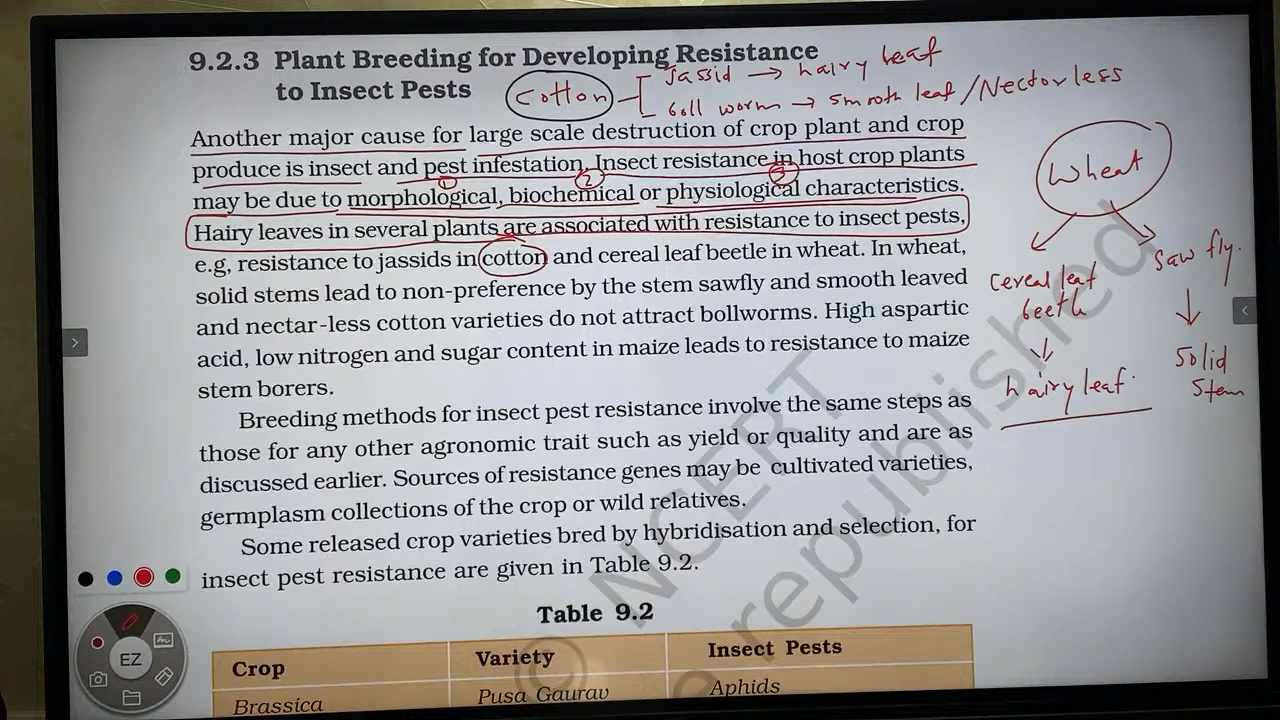 9.2.3 Plant Breeding for Developing Resistance
to Insect Pests
Cotton
Jassid → hairy leaf
boll worm → smooth leaf/Nectorless
Another major cause for large scale destruction of crop plant and crop
produce is insect and pest infestation. Insect resistance in host crop plants
1 2 3
may be due to morphological, biochemical or physiological characteristics.
Hairy leaves in several plants are associated with resistance to insect pests,
e.g, resistance to jassids in cotton and cereal leaf beetle in wheat. In wheat,
solid stems lead to non-preference by the stem sawfly and smooth leaved
and nectar-less cotton varieties do not attract bollworms. High aspartic
acid, low nitrogen and sugar content in maize leads to resistance to maize
stem borers.
Breeding methods for insect pest resistance involve the same steps as
those for any other agronomic trait such as yield or quality and are as
discussed earlier. Sources of resistance genes may be cultivated varieties,
germplasm collections of the crop or wild relatives.
Some released crop varieties bred by hybridisation and selection, for
insect pest resistance are given in Table 9.2.
Wheat
Cereal leaf
beetle
↓
hairy leaf.
Saw fly.
↓
Solid
Stem
Table 9.2
Crop Variety Insect Pests
Brassica Pusa Gaurav Aphids
© NCERT
republished
EZ